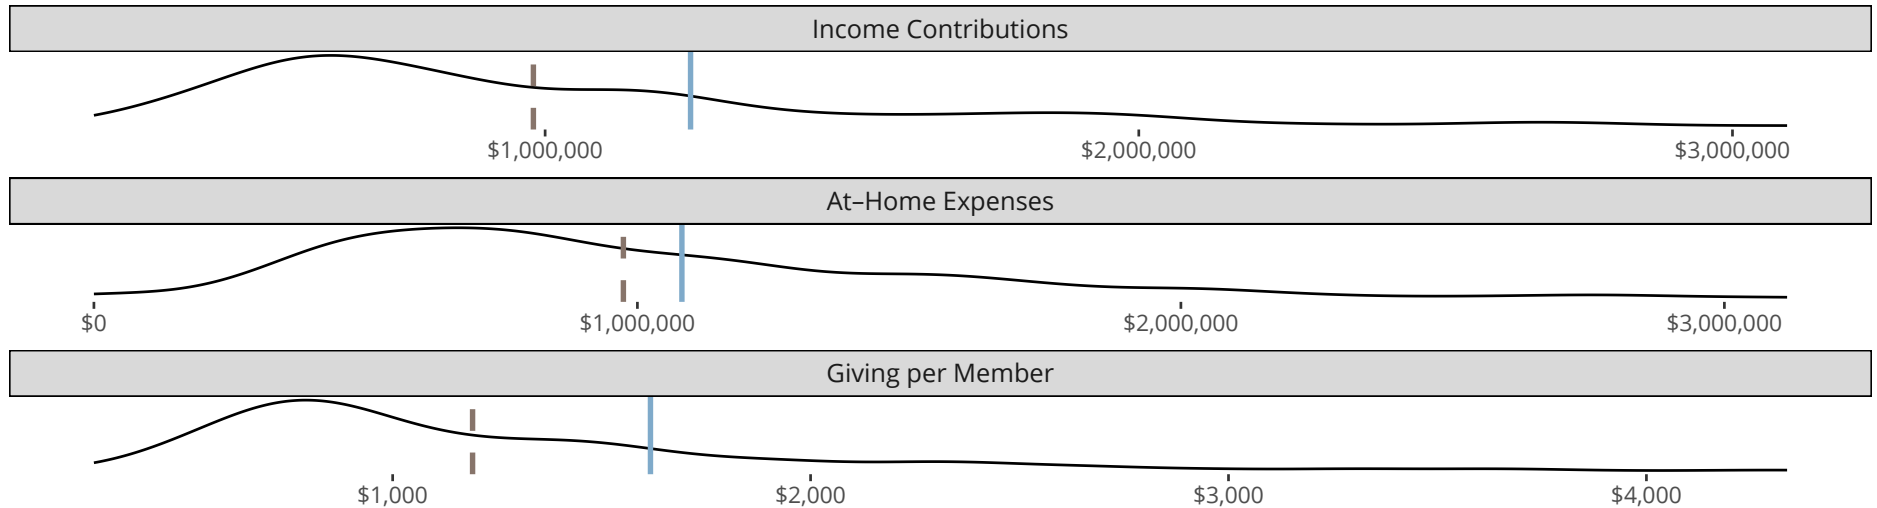 Income Contributions
$1,000,000 $2,000,000 $3,000,000
At–Home Expenses
$0 $1,000,000 $2,000,000 $3,000,000
Giving per Member
$1,000 $2,000 $3,000 $4,000